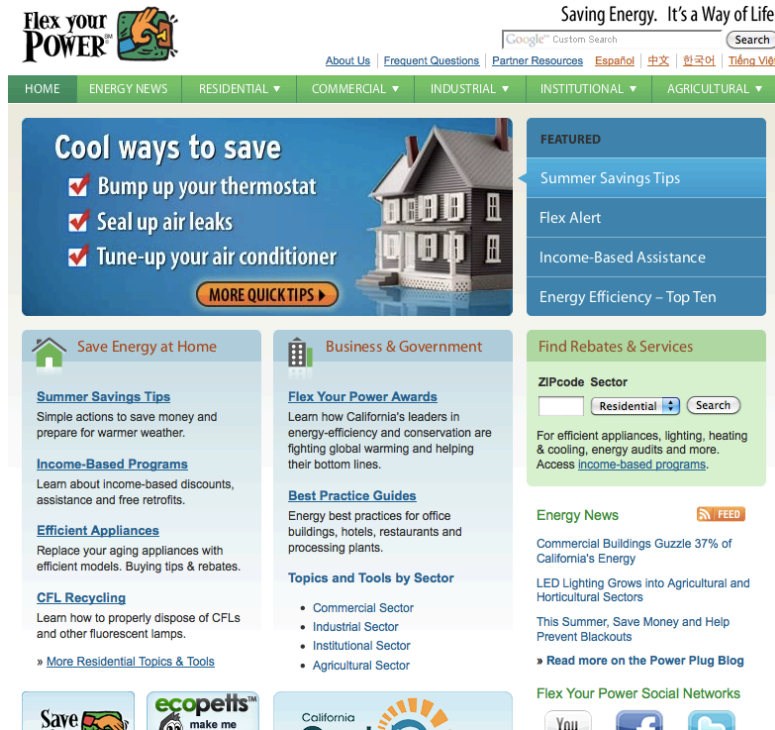 Flex your
POWER
Saving Energy. It's a Way of Life
Google™ Custom Search
Search
About Us
Frequent Questions
Partner Resources
Español
中文
한국어
Tiếng Việt
HOME
ENERGY NEWS
RESIDENTIAL ▼
COMMERCIAL ▼
INDUSTRIAL ▼
INSTITUTIONAL ▼
AGRICULTURAL ▼
Cool ways to save
Bump up your thermostat
Seal up air leaks
Tune-up your air conditioner
MORE QUICK TIPS ▸
FEATURED
Summer Savings Tips
Flex Alert
Income-Based Assistance
Energy Efficiency – Top Ten
Save Energy at Home
Summer Savings Tips
Simple actions to save money and
prepare for warmer weather.
Income-Based Programs
Learn about income-based discounts,
assistance and free retrofits.
Efficient Appliances
Replace your aging appliances with
efficient models. Buying tips & rebates.
CFL Recycling
Learn how to properly dispose of CFLs
and other fluorescent lamps.
» More Residential Topics & Tools
Business & Government
Flex Your Power Awards
Learn how California's leaders in
energy-efficiency and conservation are
fighting global warming and helping
their bottom lines.
Best Practice Guides
Energy best practices for office
buildings, hotels, restaurants and
processing plants.
Topics and Tools by Sector
• Commercial Sector
• Industrial Sector
• Institutional Sector
• Agricultural Sector
Find Rebates & Services
ZIPcode Sector
Residential
Search
For efficient appliances, lighting, heating
& cooling, energy audits and more.
Access income-based programs.
Energy News
FEED
Commercial Buildings Guzzle 37% of
California's Energy
LED Lighting Grows into Agricultural and
Horticultural Sectors
This Summer, Save Money and Help
Prevent Blackouts
» Read more on the Power Plug Blog
Flex Your Power Social Networks
Save
ecopetts™
make me
California
You